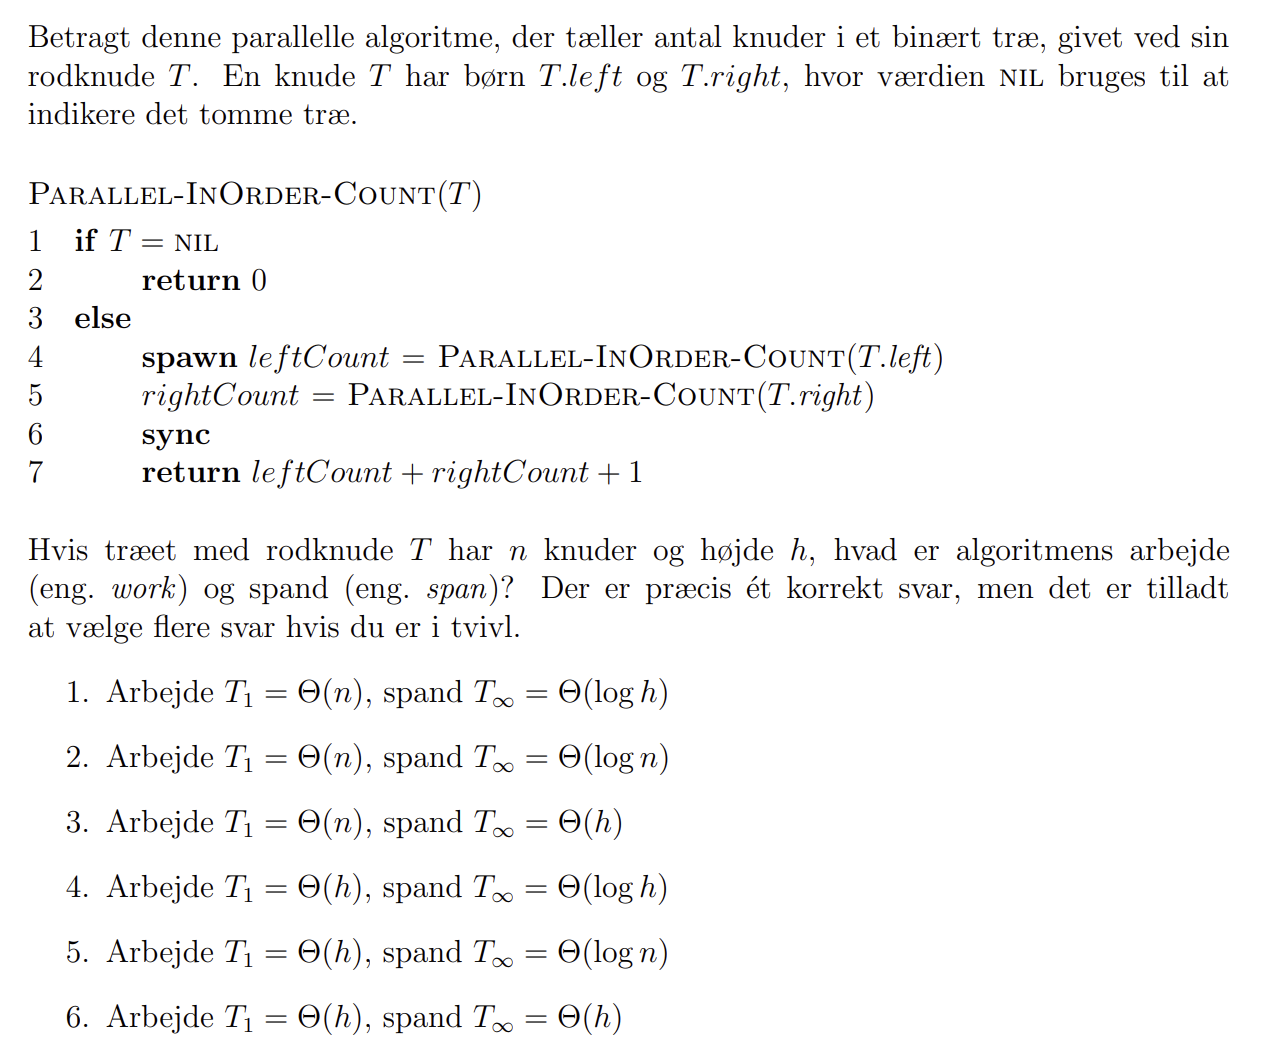 Betragt denne parallelle algoritme, der tæller antal knuder i et binært træ, givet ved sin
rodknude T. En knude T har børn T.left og T.right, hvor værdien NIL bruges til at
indikere det tomme træ.
PARALLEL-INORDER-COUNT(T)
1 if T = NIL
2 return 0
3 else
4 spawn leftCount = PARALLEL-INORDER-COUNT(T.left)
5 rightCount = PARALLEL-INORDER-COUNT(T.right)
6 sync
7 return leftCount + rightCount + 1
Hvis træet med rodknude T har n knuder og højde h, hvad er algoritmens arbejde
(eng. work) og spand (eng. span)? Der er præcis ét korrekt svar, men det er tilladt
at vælge flere svar hvis du er i tvivl.
1. Arbejde T₁ = Θ(n), spand T∞ = Θ(log h)
2. Arbejde T₁ = Θ(n), spand T∞ = Θ(log n)
3. Arbejde T₁ = Θ(n), spand T∞ = Θ(h)
4. Arbejde T₁ = Θ(h), spand T∞ = Θ(log h)
5. Arbejde T₁ = Θ(h), spand T∞ = Θ(log n)
6. Arbejde T₁ = Θ(h), spand T∞ = Θ(h)